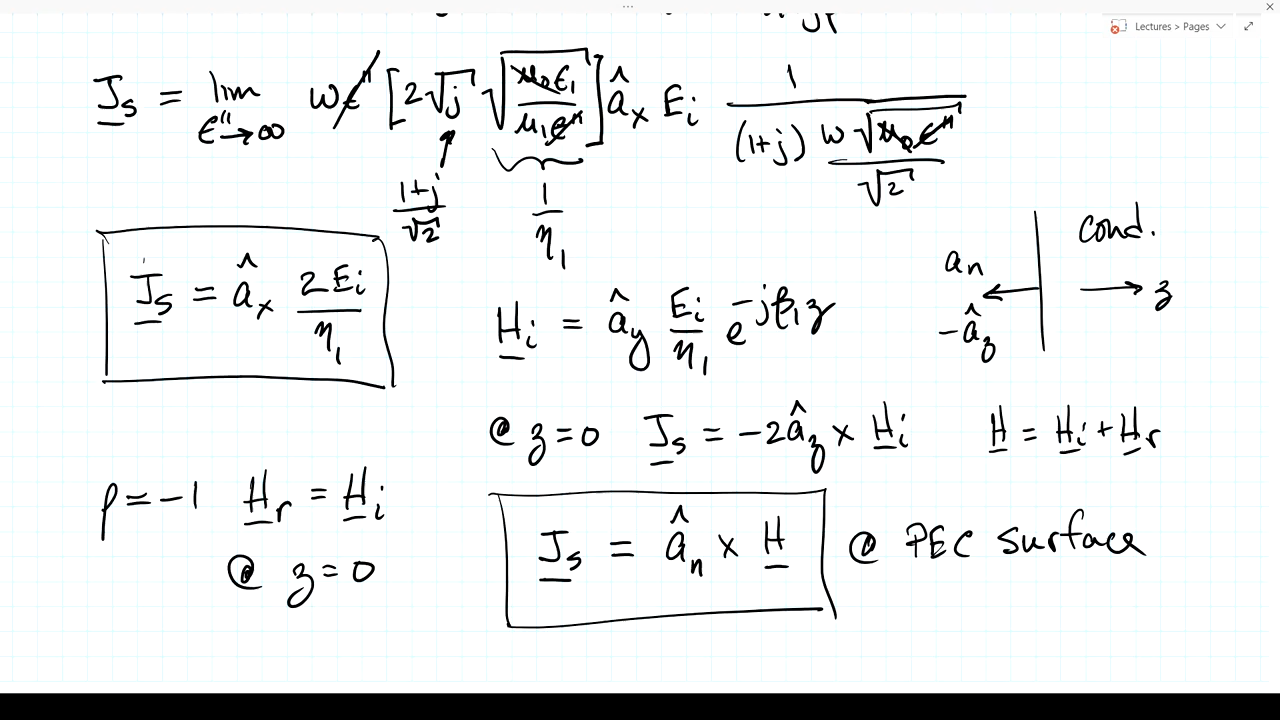 Lectures > Pages
J_s = lim_{ϵ''→∞} ωϵ'' [2√j √(μ₂ϵ₁/μ₁ϵ'')] â_x E_i 1/((1+j) ω√(μ₂ϵ'')/√2)
(1+j)/√2
1/η₁
J_s = â_x 2E_i/η₁
H_i = â_y E_i/η₁ e^{-jβ₁z}
a_n
-â_z
cond.
z
@ z=0 J_s = -2â_z × H_i H = H_i + H_r
ρ = -1 H_r = H_i
@ z=0
J_s = â_n × H @ PEC surface